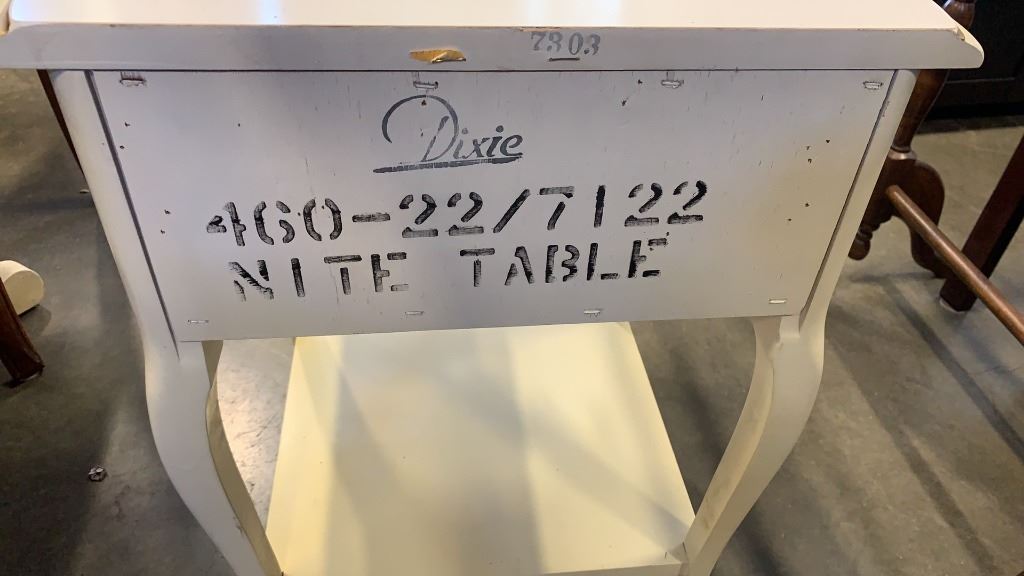 7303
Dixie
460-22/7122
NITE TABLE